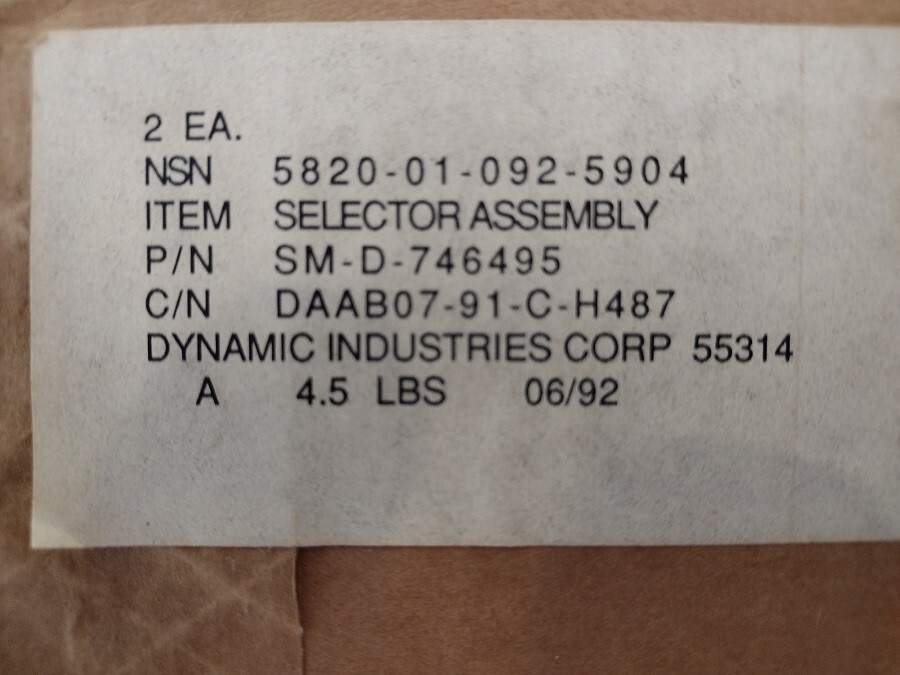 2 EA.
NSN 5820-01-092-5904
ITEM SELECTOR ASSEMBLY
P/N SM-D-746495
C/N DAAB07-91-C-H487
DYNAMIC INDUSTRIES CORP 55314
A 4.5 LBS 06/92